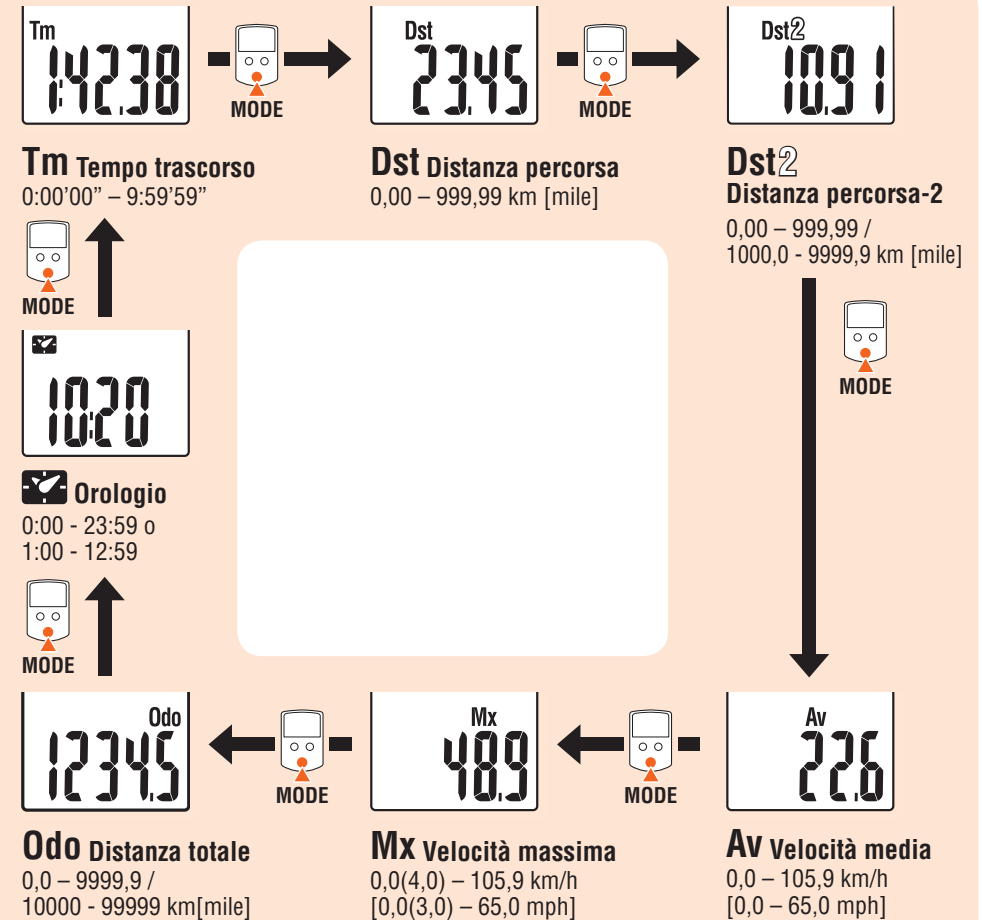 Tm
1:42.38
MODE
Dst
23.45
MODE
Dst2
10.91
Tm Tempo trascorso
0:00’00” – 9:59’59”
Dst Distanza percorsa
0,00 – 999,99 km [mile]
Dst2
Distanza percorsa-2
0,00 – 999,99 /
1000,0 - 9999,9 km [mile]
MODE
MODE
10:20
Orologio
0:00 - 23:59 o
1:00 - 12:59
MODE
Odo
1234.5
MODE
Mx
48.9
MODE
Av
22.6
Odo Distanza totale
0,0 – 9999,9 /
10000 - 99999 km[mile]
Mx Velocità massima
0,0(4,0) – 105,9 km/h
[0,0(3,0) – 65,0 mph]
Av Velocità media
0,0 – 105,9 km/h
[0,0 – 65,0 mph]